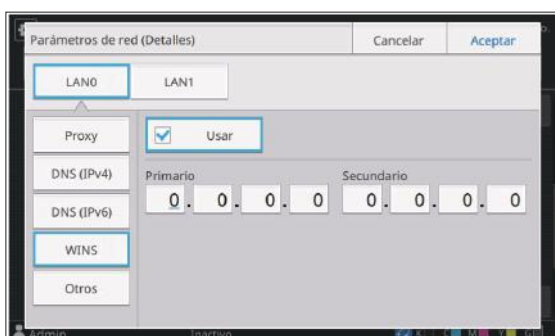 Parámetros de red (Detalles) Cancelar Aceptar
LAN0 LAN1
Proxy Usar
DNS (IPv4) Primario Secundario
0. 0. 0. 0 0. 0. 0. 0
DNS (IPv6)
WINS
Otros
Admin Inactivo K C M Y